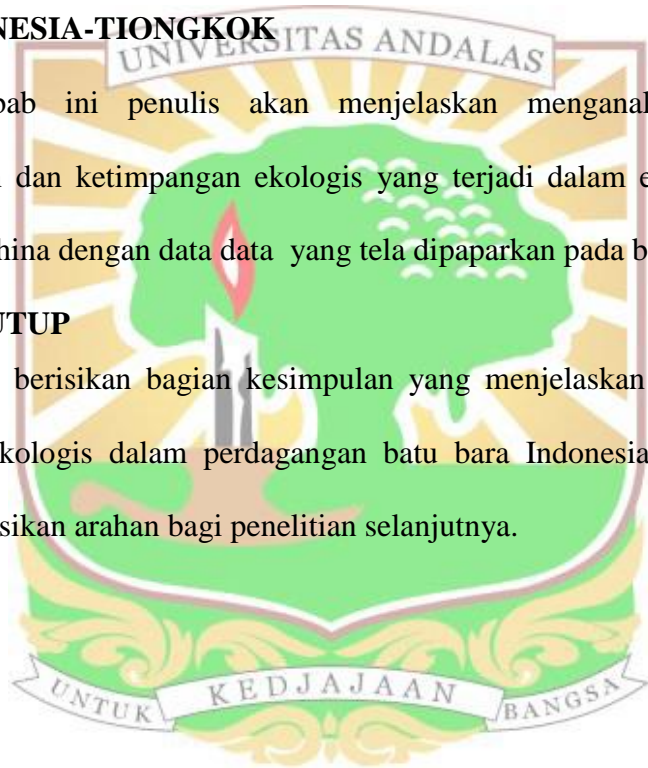 NESIA-TIONGKOK
UNIVERSITAS ANDALAS
bab ini penulis akan menjelaskan menganal
dan ketimpangan ekologis yang terjadi dalam e
hina dengan data data yang tela dipaparkan pada b
UTUP
berisikan bagian kesimpulan yang menjelaskan
kologis dalam perdagangan batu bara Indonesia
sikan arahan bagi penelitian selanjutnya.
UNTUK KEDJAJAAN BANGSA